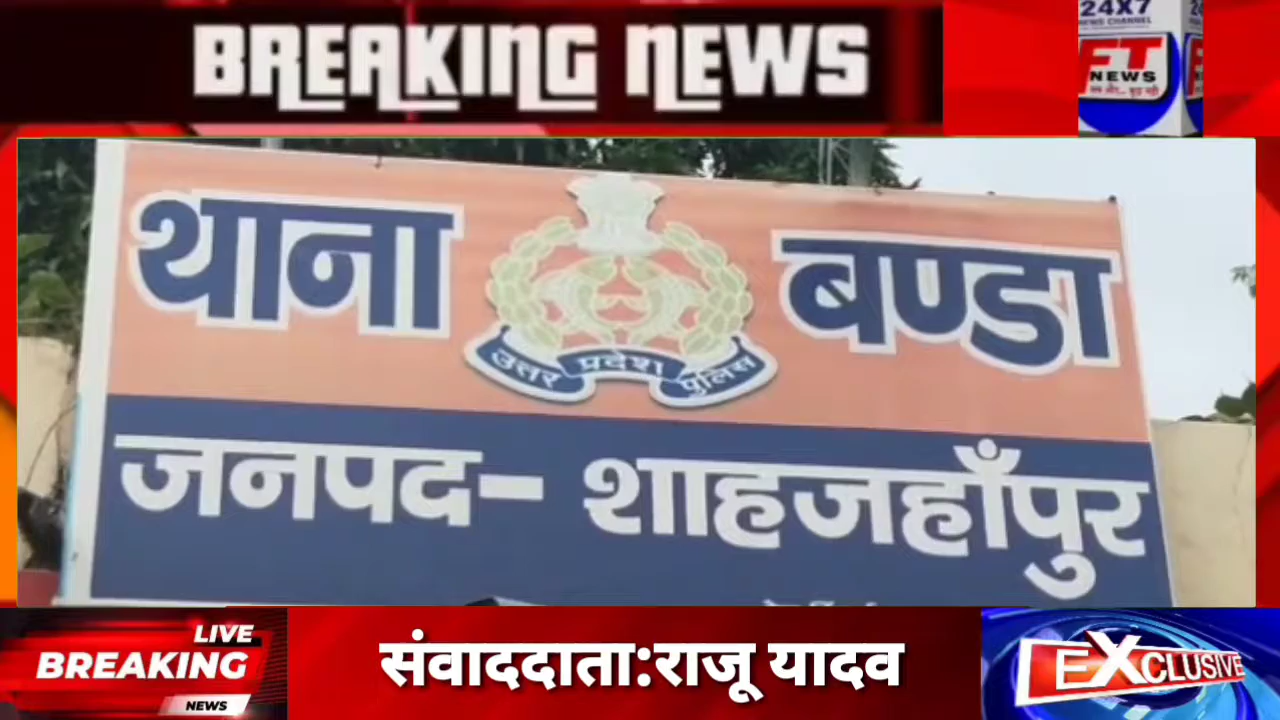 BREAKING NEWS
24X7
NEWS CHANNEL
FT
NEWS
थाना बण्डा
उत्तर प्रदेश पुलिस
जनपद- शाहजहाँपुर
LIVE
BREAKING
NEWS
संवाददाता:राजू यादव
EXCLUSIVE